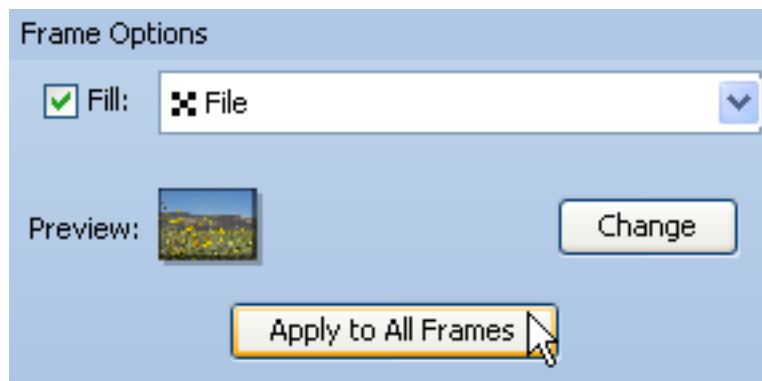 Frame Options
Fill: File
Preview: Change
Apply to All Frames